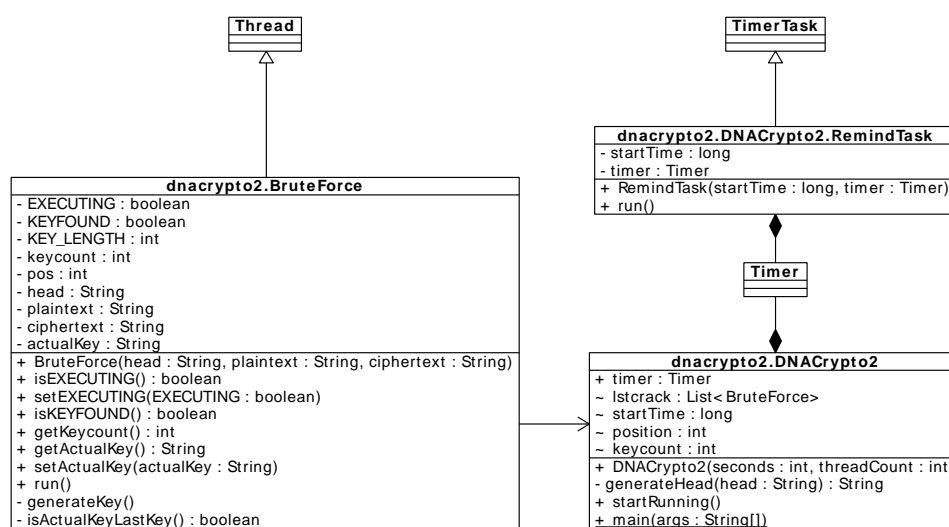 Thread
TimerTask
dnacrypto2.DNACrypto2.RemindTask
- startTime : long
- timer : Timer
+ RemindTask(startTime : long, timer : Timer)
+ run()
dnacrypto2.BruteForce
- EXECUTING : boolean
- KEYFOUND : boolean
- KEY_LENGTH : int
- keycount : int
- pos : int
- head : String
- plaintext : String
- ciphertext : String
- actualKey : String
+ BruteForce(head : String, plaintext : String, ciphertext : String)
+ isEXECUTING() : boolean
+ setEXECUTING(EXECUTING : boolean)
+ isKEYFOUND() : boolean
+ getKeycount() : int
+ getActualKey() : String
+ setActualKey(actualKey : String)
+ run()
- generateKey()
- isActualKeyLastKey() : boolean
Timer
dnacrypto2.DNACrypto2
+ timer : Timer
~ lstcrack : List<BruteForce>
~ startTime : long
~ position : int
~ keycount : int
+ DNACrypto2(seconds : int, threadCount : int
- generateHead(head : String) : String
+ startRunning()
+ main(args : String[])